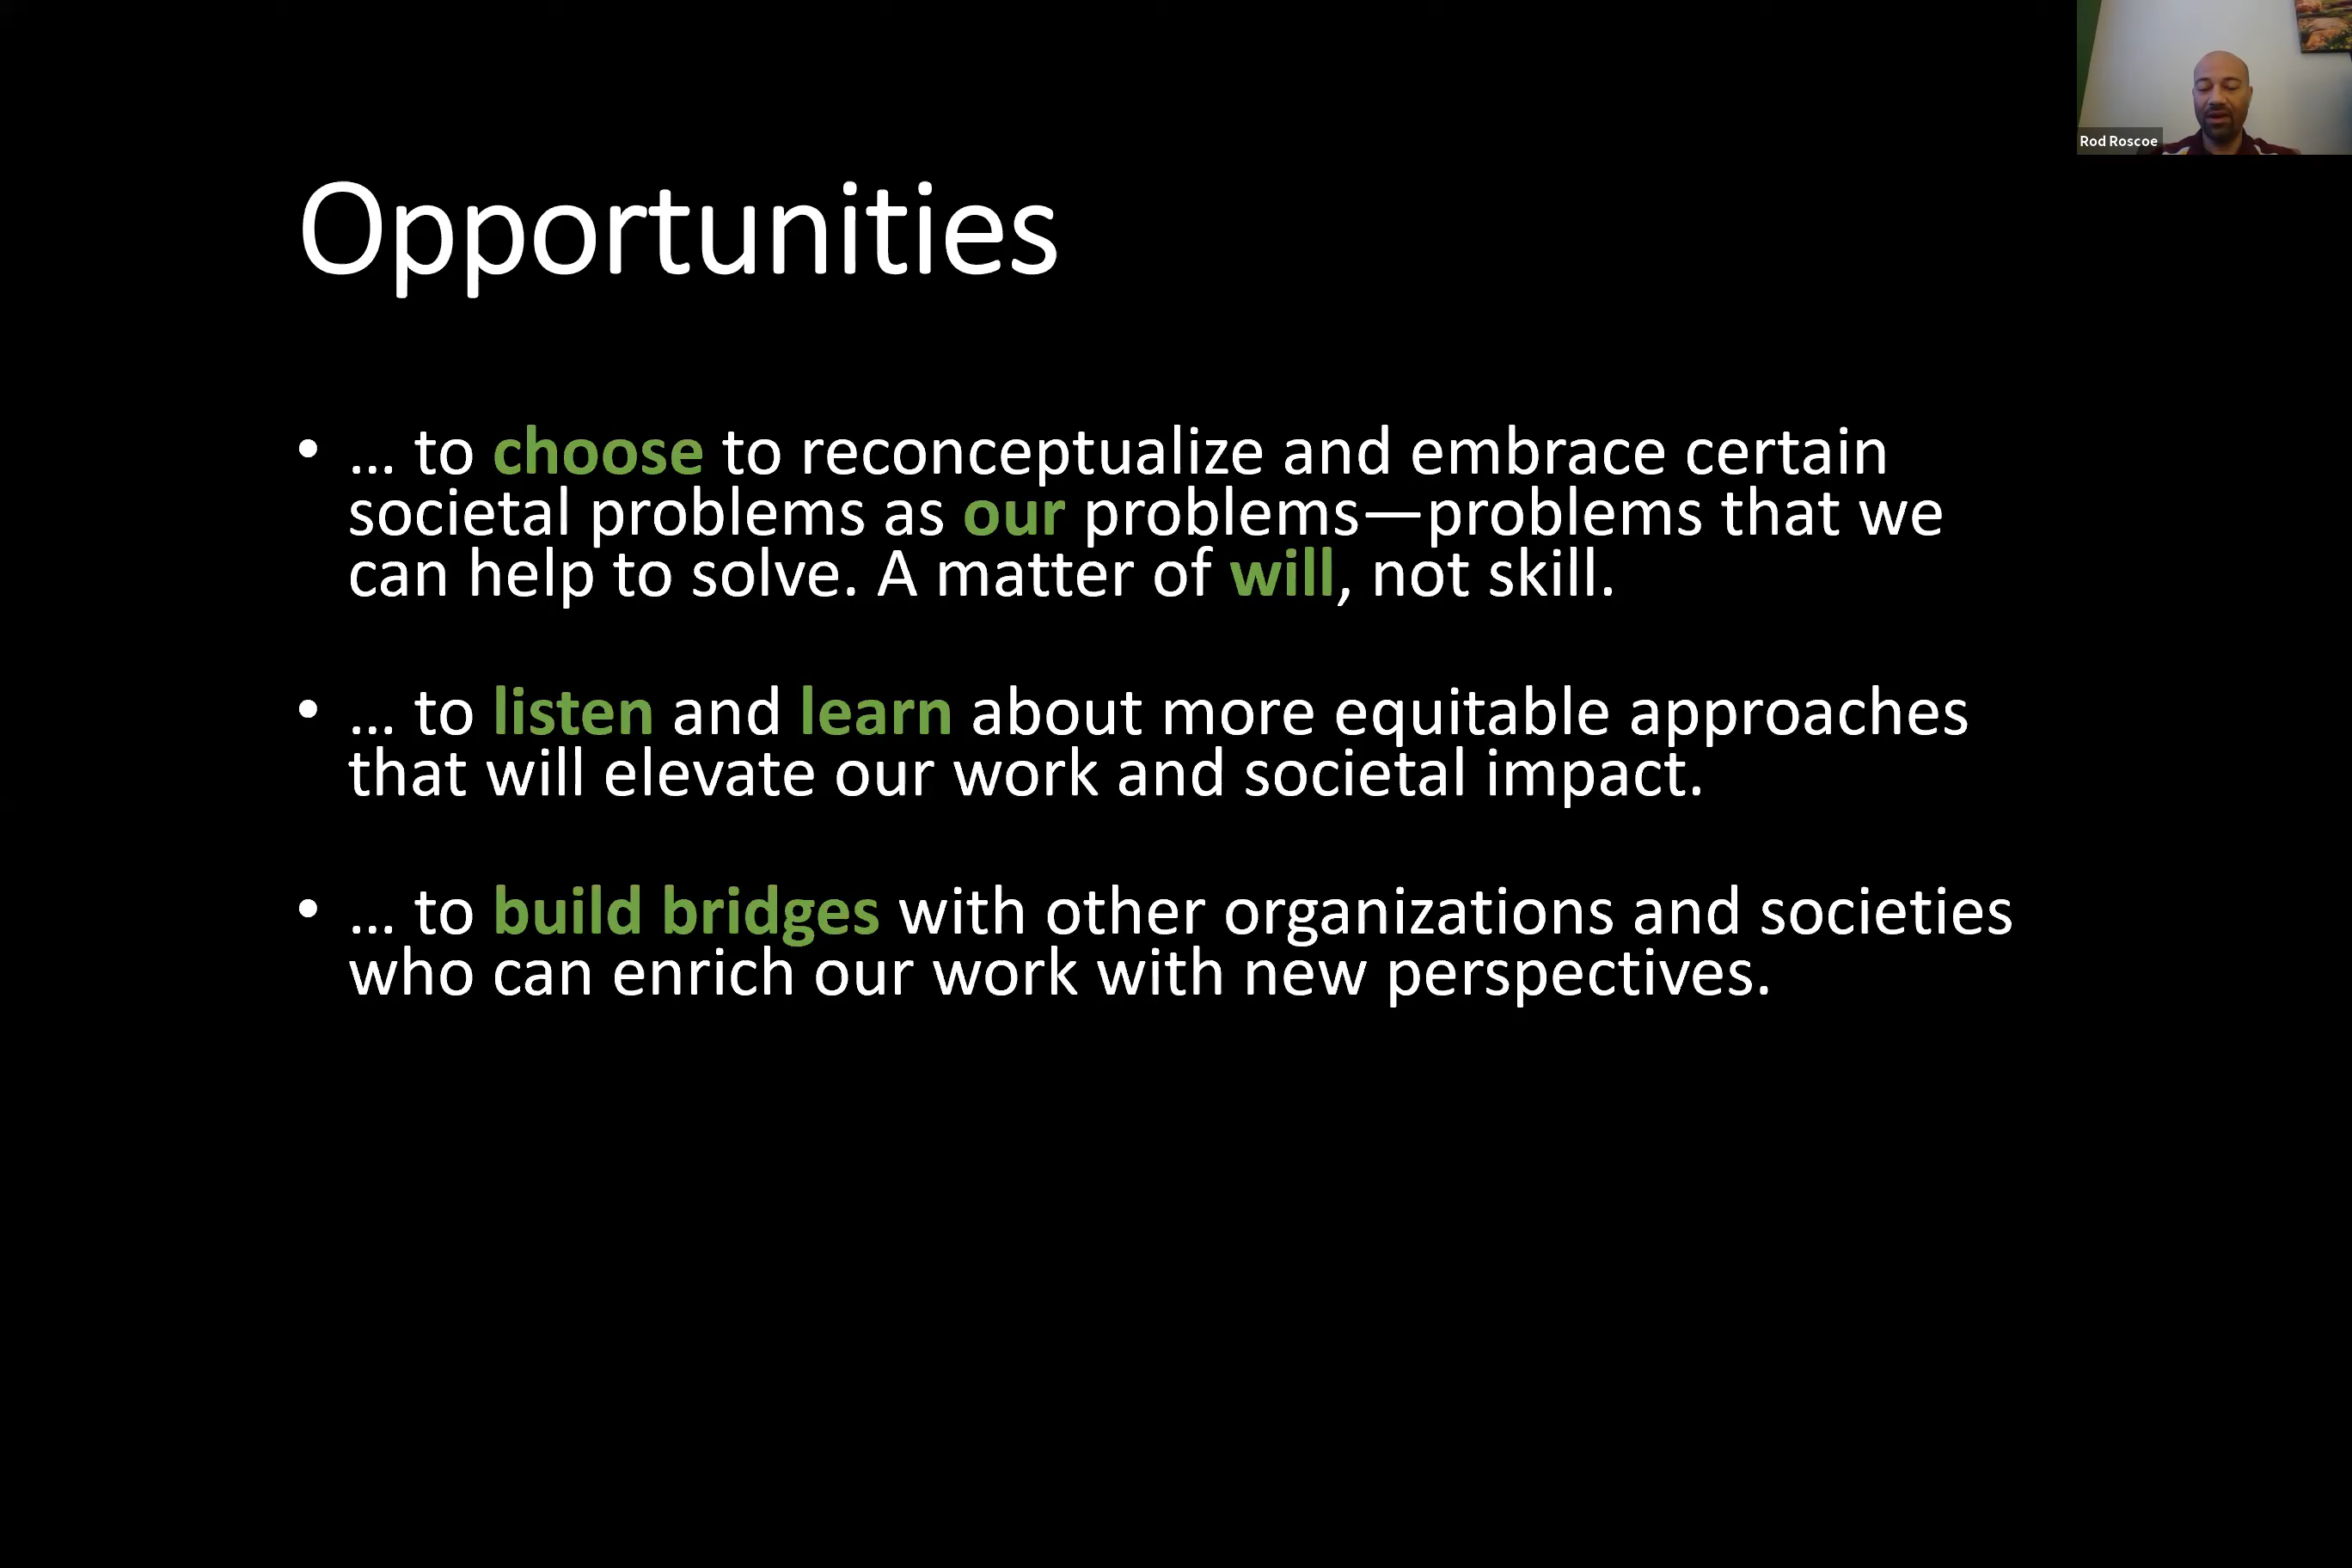 Rod Roscoe
Opportunities
• ... to choose to reconceptualize and embrace certain
societal problems as our problems—problems that we
can help to solve. A matter of will, not skill.
• ... to listen and learn about more equitable approaches
that will elevate our work and societal impact.
• ... to build bridges with other organizations and societies
who can enrich our work with new perspectives.